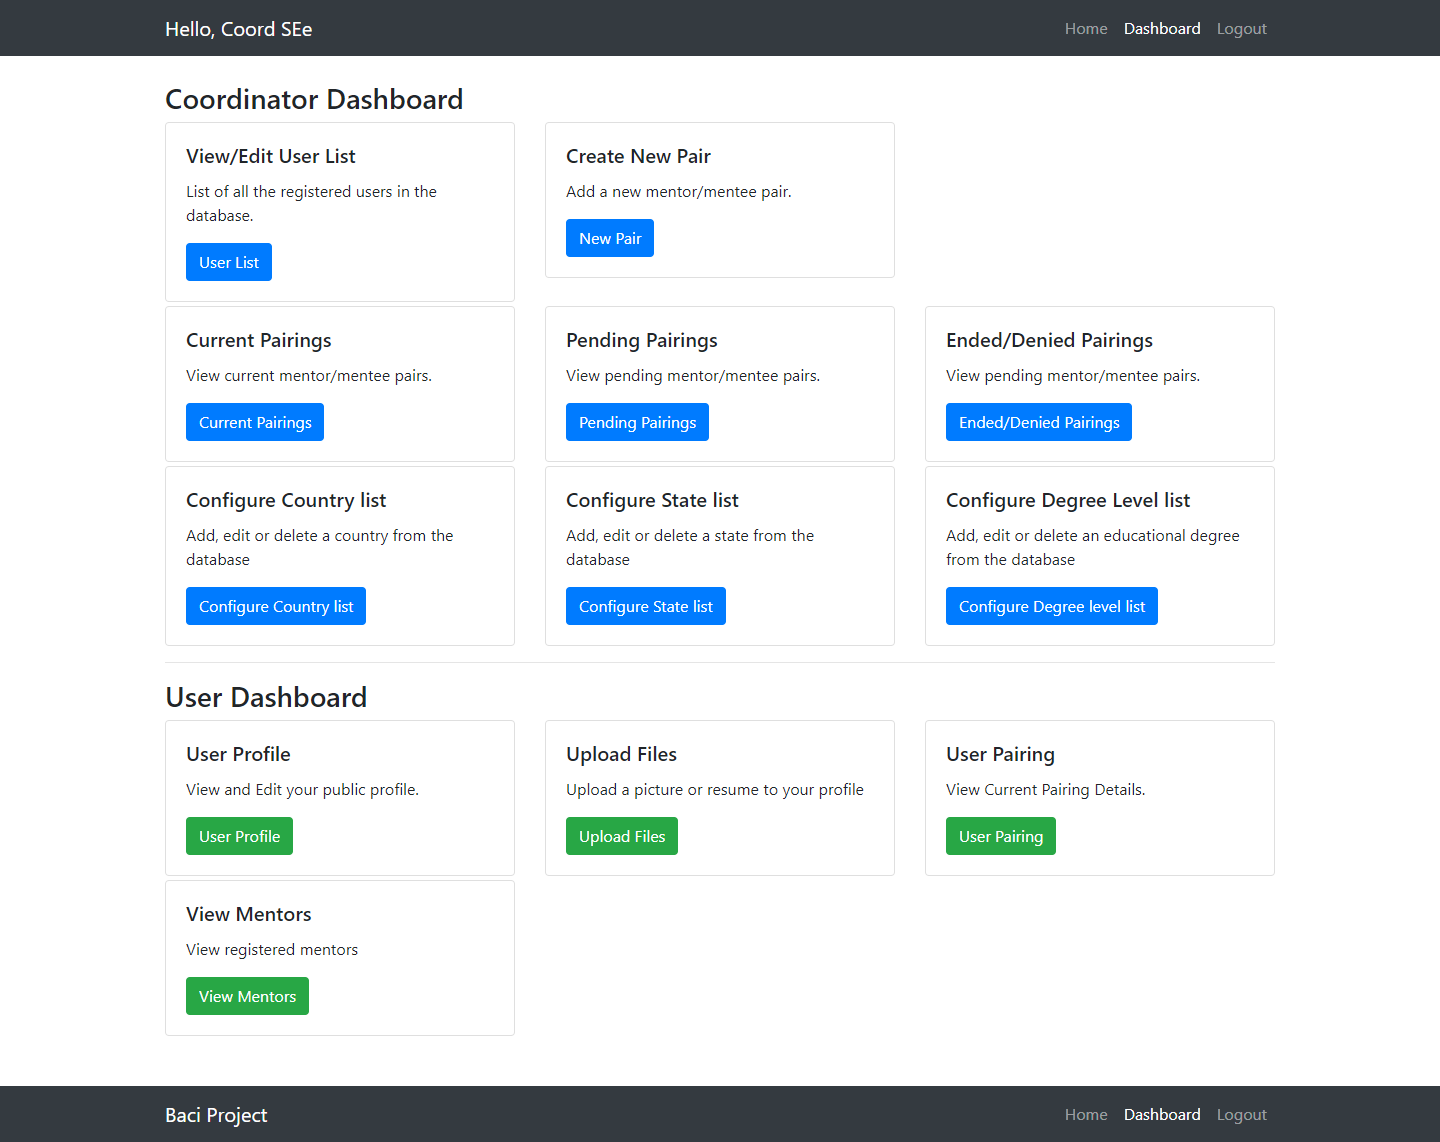 Hello, Coord SEe
Home Dashboard Logout
Coordinator Dashboard
View/Edit User List
List of all the registered users in the
database.
User List
Create New Pair
Add a new mentor/mentee pair.
New Pair
Current Pairings
View current mentor/mentee pairs.
Current Pairings
Pending Pairings
View pending mentor/mentee pairs.
Pending Pairings
Ended/Denied Pairings
View pending mentor/mentee pairs.
Ended/Denied Pairings
Configure Country list
Add, edit or delete a country from the
database
Configure Country list
Configure State list
Add, edit or delete a state from the
database
Configure State list
Configure Degree Level list
Add, edit or delete an educational degree
from the database
Configure Degree level list
User Dashboard
User Profile
View and Edit your public profile.
User Profile
Upload Files
Upload a picture or resume to your profile
Upload Files
User Pairing
View Current Pairing Details.
User Pairing
View Mentors
View registered mentors
View Mentors
Baci Project
Home Dashboard Logout